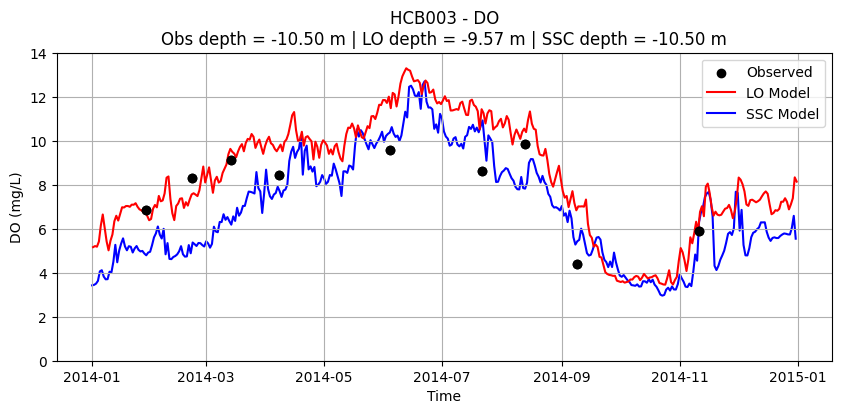 HCB003 - DO
Obs depth = -10.50 m | LO depth = -9.57 m | SSC depth = -10.50 m
DO (mg/L)
14
12
10
8
6
4
2
0
Observed
LO Model
SSC Model
2014-01
2014-03
2014-05
2014-07
2014-09
2014-11
2015-01
Time